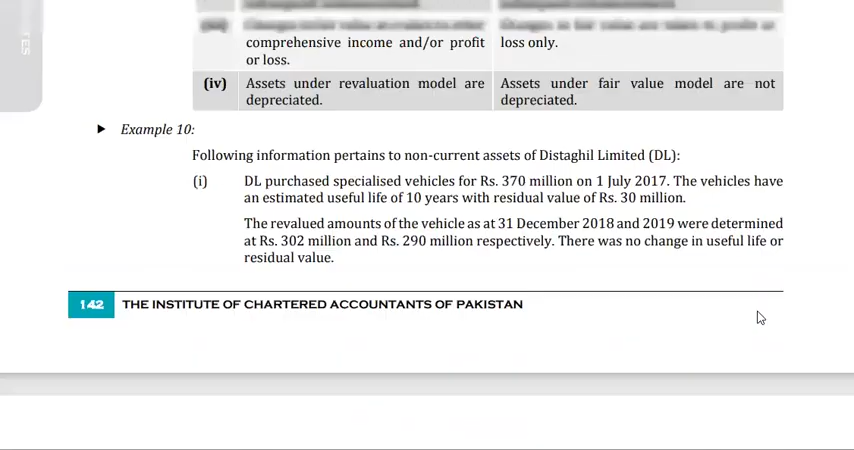 comprehensive income and/or profit
or loss.
loss only.
(iv) Assets under revaluation model are
depreciated.
Assets under fair value model are not
depreciated.
Example 10:
Following information pertains to non-current assets of Distaghil Limited (DL):
(i) DL purchased specialised vehicles for Rs. 370 million on 1 July 2017. The vehicles have
an estimated useful life of 10 years with residual value of Rs. 30 million.
The revalued amounts of the vehicle as at 31 December 2018 and 2019 were determined
at Rs. 302 million and Rs. 290 million respectively. There was no change in useful life or
residual value.
142 THE INSTITUTE OF CHARTERED ACCOUNTANTS OF PAKISTAN